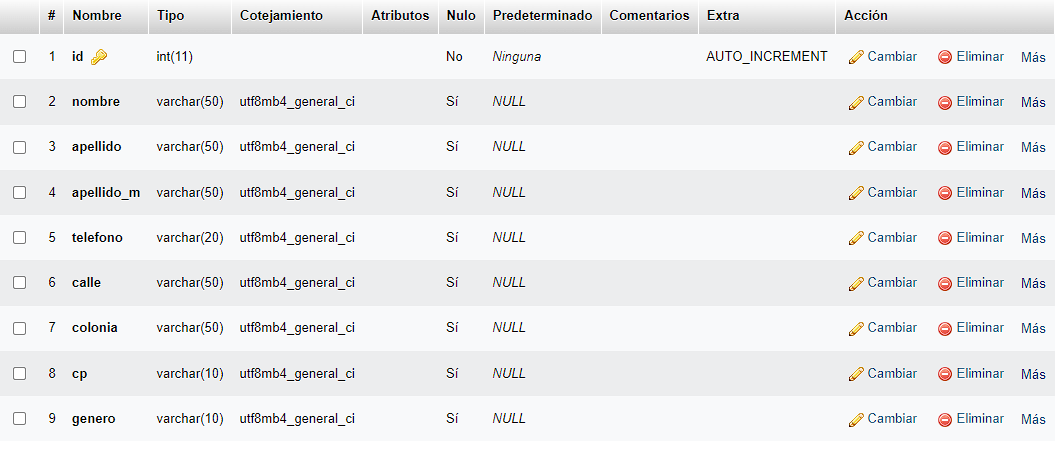 # Nombre Tipo Cotejamiento Atributos Nulo Predeterminado Comentarios Extra Acción
1 id int(11) No Ninguna AUTO_INCREMENT Cambiar Eliminar Más
2 nombre varchar(50) utf8mb4_general_ci Sí NULL Cambiar Eliminar Más
3 apellido varchar(50) utf8mb4_general_ci Sí NULL Cambiar Eliminar Más
4 apellido_m varchar(50) utf8mb4_general_ci Sí NULL Cambiar Eliminar Más
5 telefono varchar(20) utf8mb4_general_ci Sí NULL Cambiar Eliminar Más
6 calle varchar(50) utf8mb4_general_ci Sí NULL Cambiar Eliminar Más
7 colonia varchar(50) utf8mb4_general_ci Sí NULL Cambiar Eliminar Más
8 cp varchar(10) utf8mb4_general_ci Sí NULL Cambiar Eliminar Más
9 genero varchar(10) utf8mb4_general_ci Sí NULL Cambiar Eliminar Más